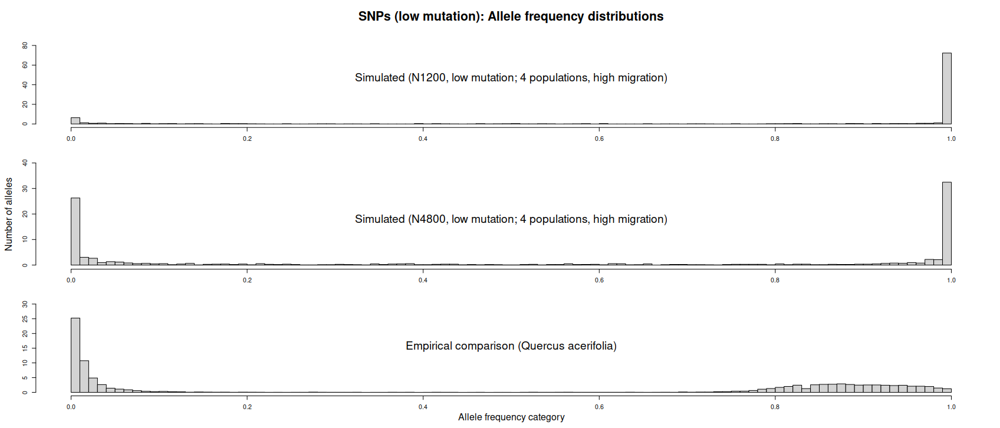 SNPs (low mutation): Allele frequency distributions
80
60
40
20
0
Simulated (N1200, low mutation; 4 populations, high migration)
0.0 0.2 0.4 0.6 0.8 1.0
Number of alleles
40
30
20
10
0
Simulated (N4800, low mutation; 4 populations, high migration)
0.0 0.2 0.4 0.6 0.8 1.0
30
25
20
15
10
5
0
Empirical comparison (Quercus acerifolia)
0.0 0.2 0.4 0.6 0.8 1.0
Allele frequency category